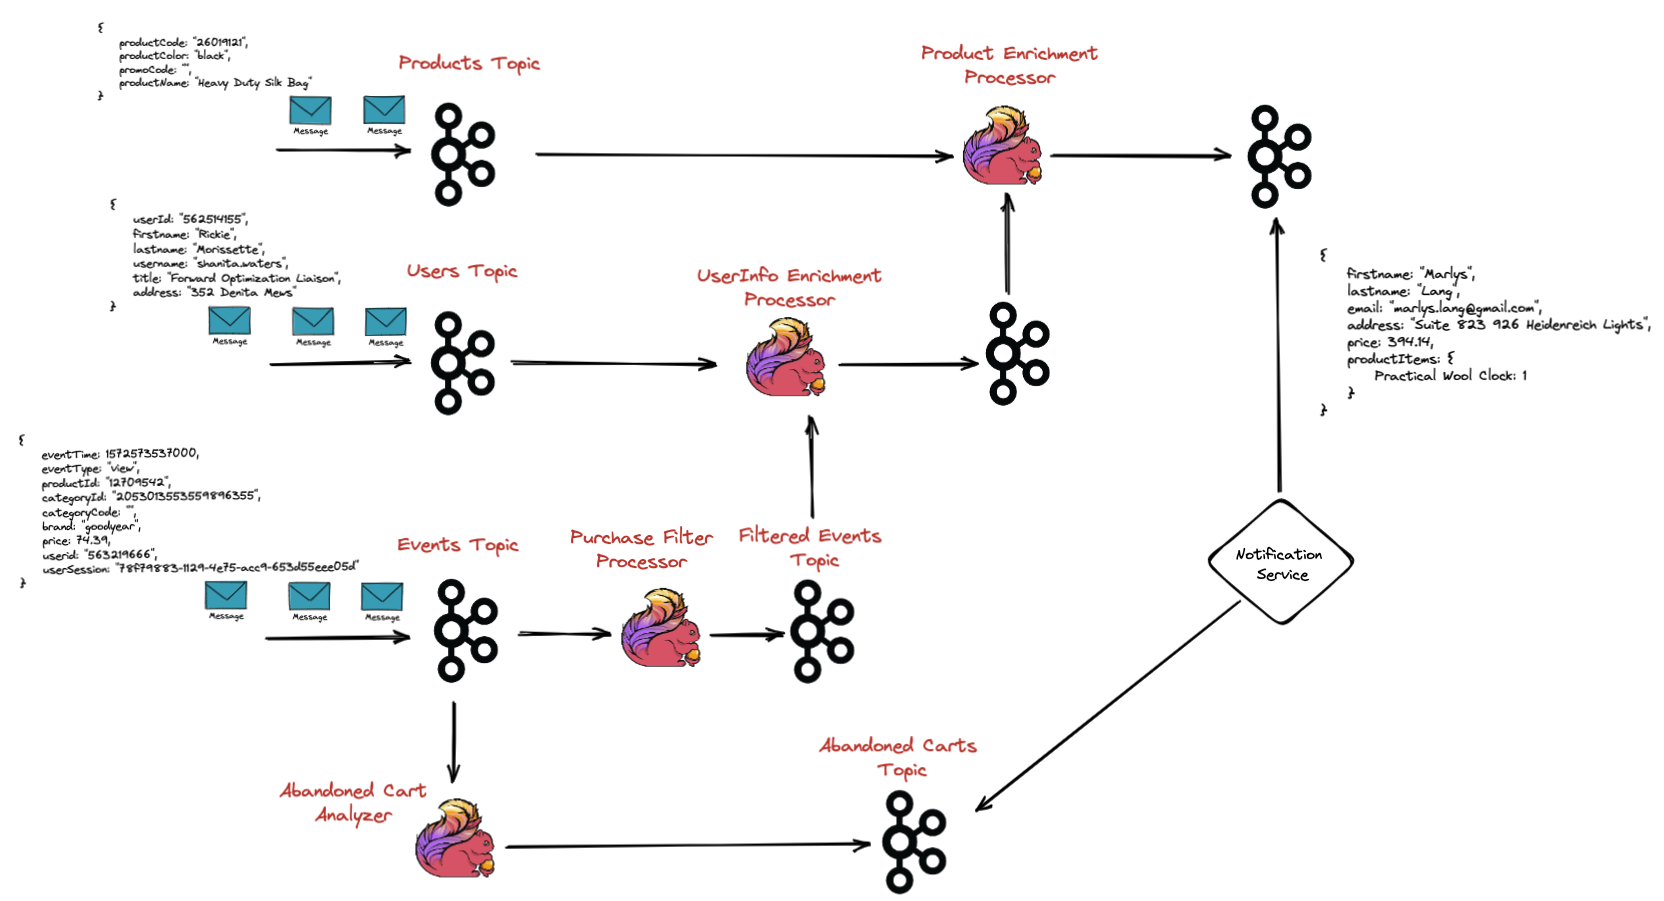 {
productCode: "26019121",
productColor: "black",
promoCode: "",
productName: "Heavy Duty Silk Bag"
}
Message
Message
Products Topic
Product Enrichment
Processor
{
userId: "562514155",
firstname: "Rickie",
lastname: "Morissette",
username: "shanita.waters",
title: "Forward Optimization Liaison",
address: "352 Denita Mews"
}
Message
Message
Message
Users Topic
UserInfo Enrichment
Processor
{
firstname: "Marlys",
lastname: "Lang",
email: "marlys.lang@gmail.com",
address: "Suite 823 926 Heidenreich Lights",
price: 394.14,
productItems: {
Practical Wool Clock: 1
}
}
{
eventTime: 1572573537000,
eventType: "view",
productId: "12709542",
categoryId: "2053013553559896355",
categoryCode: "",
brand: "goodyear",
price: 74.39,
userid: "563219666",
userSession: "78f79883-1129-4e75-acc9-653d55eee05d"
}
Message
Message
Message
Events Topic
Purchase Filter
Processor
Filtered Events
Topic
Notification
Service
Abandoned Cart
Analyzer
Abandoned Carts
Topic